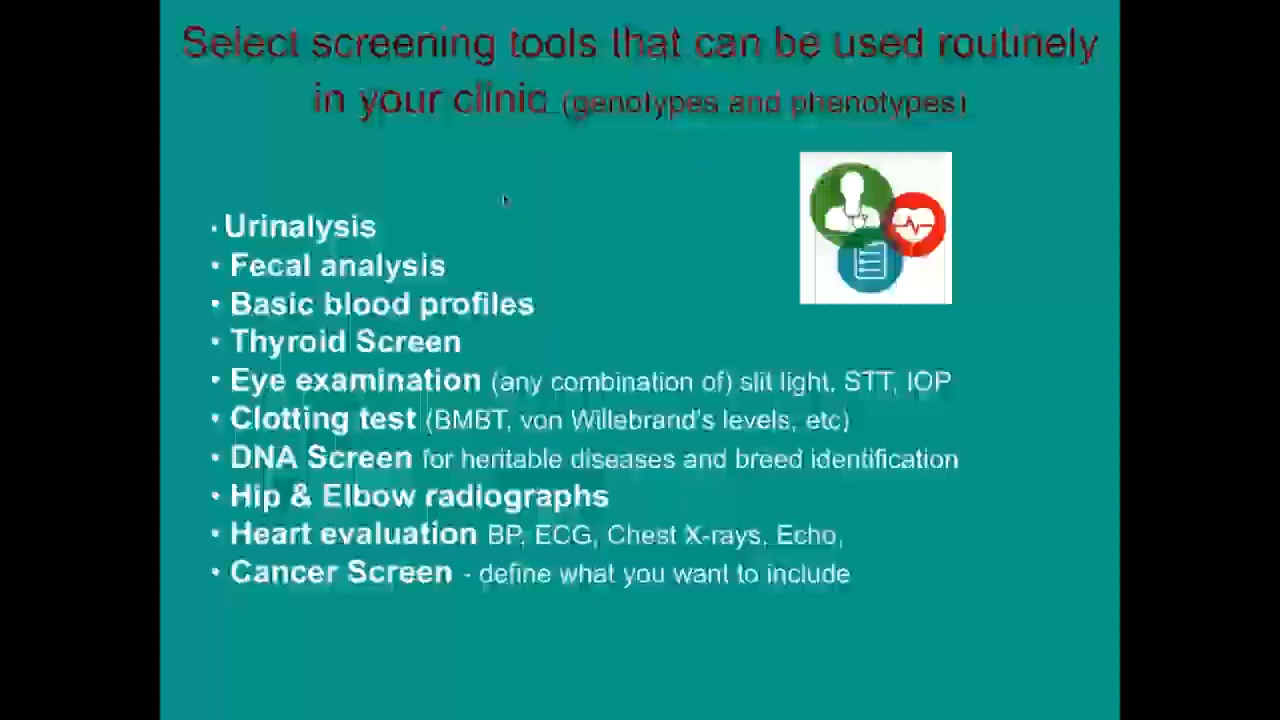 Select screening tools that can be used routinely
in your clinic (genotypes and phenotypes)
· Urinalysis
• Fecal analysis
• Basic blood profiles
• Thyroid Screen
• Eye examination (any combination of) slit light, STT, IOP
• Clotting test (BMBT, von Willebrand's levels, etc)
• DNA Screen for heritable diseases and breed identification
• Hip & Elbow radiographs
• Heart evaluation BP, ECG, Chest X-rays, Echo,
• Cancer Screen - define what you want to include